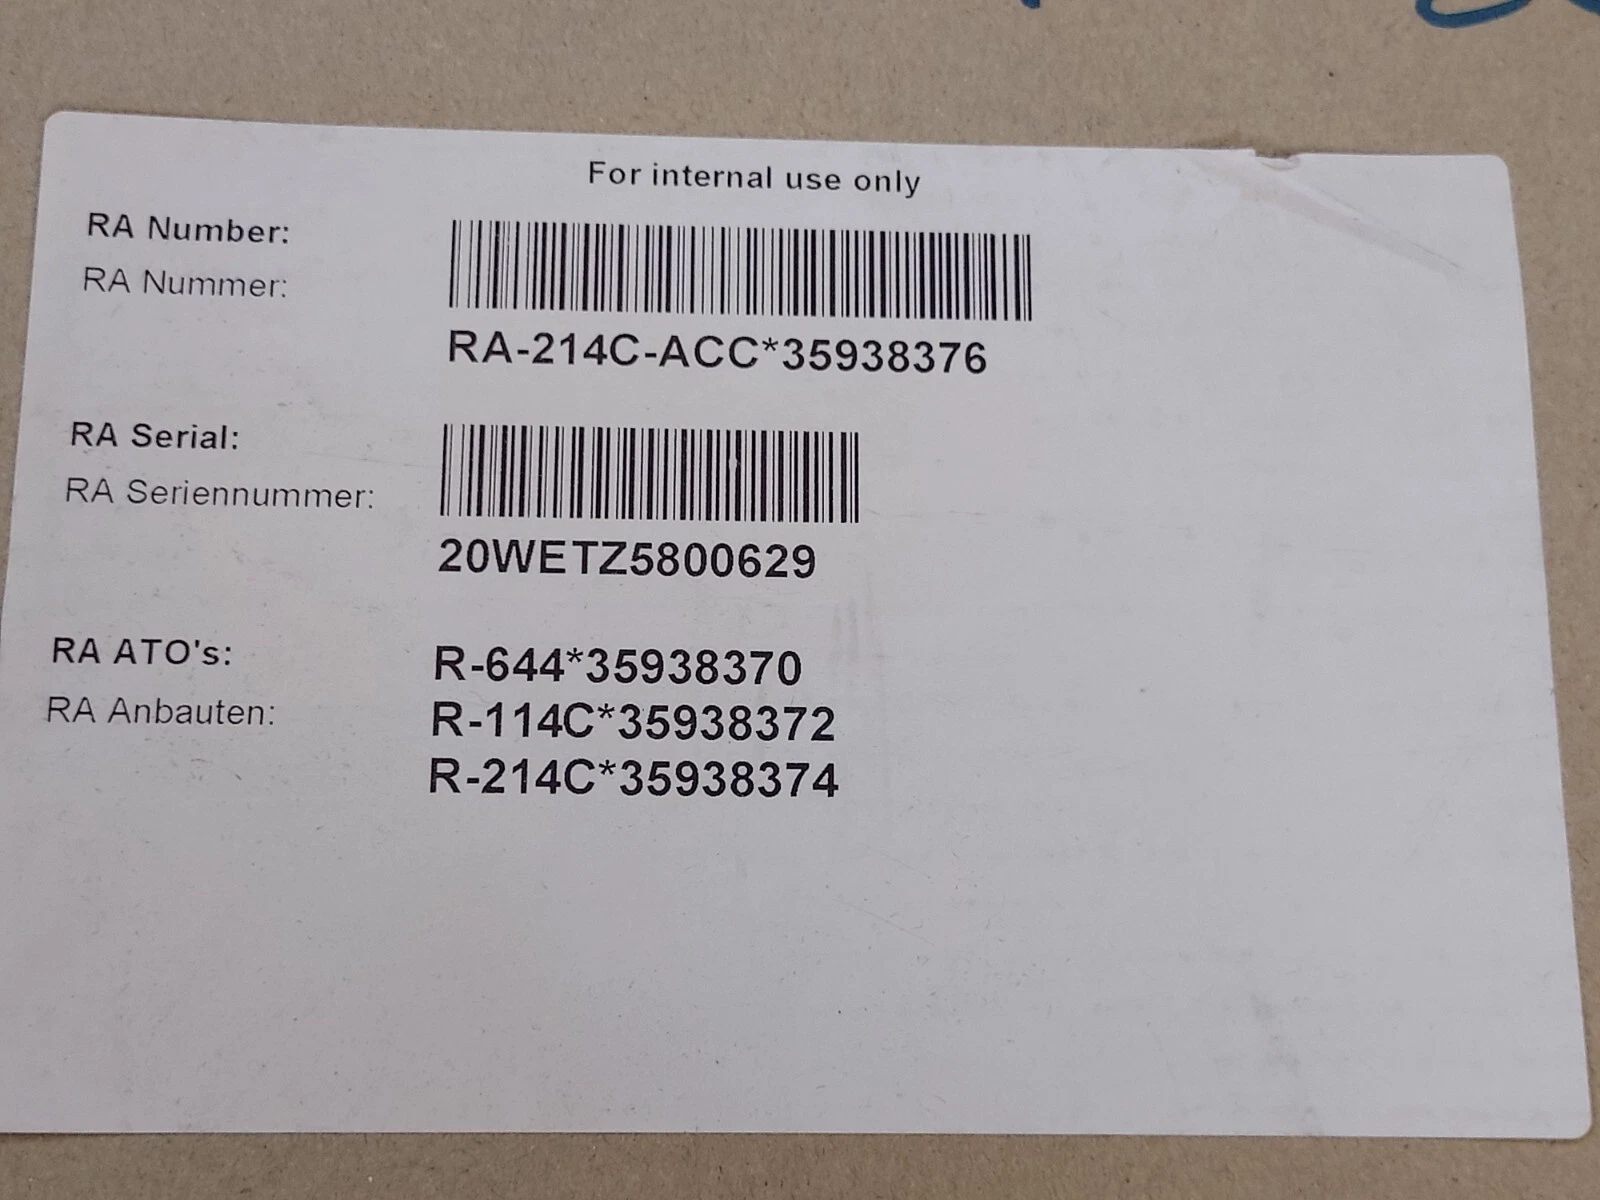 For internal use only
RA Number:
RA Nummer:
RA-214C-ACC*35938376
RA Serial:
RA Seriennummer:
20WETZ5800629
RA ATO's:
RA Anbauten:
R-644*35938370
R-114C*35938372
R-214C*35938374